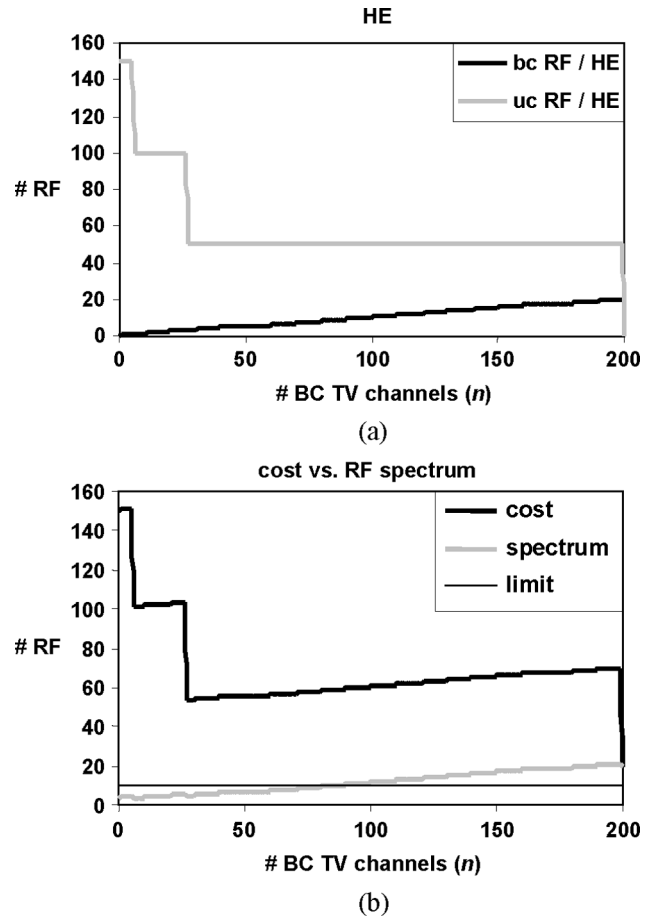 HE
160
140
120
100
80
60
40
20
0
# RF
bc RF / HE
uc RF / HE
0
50
100
150
200
# BC TV channels (n)
(a)
cost vs. RF spectrum
160
140
120
100
80
60
40
20
0
# RF
cost
spectrum
limit
0
50
100
150
200
# BC TV channels (n)
(b)